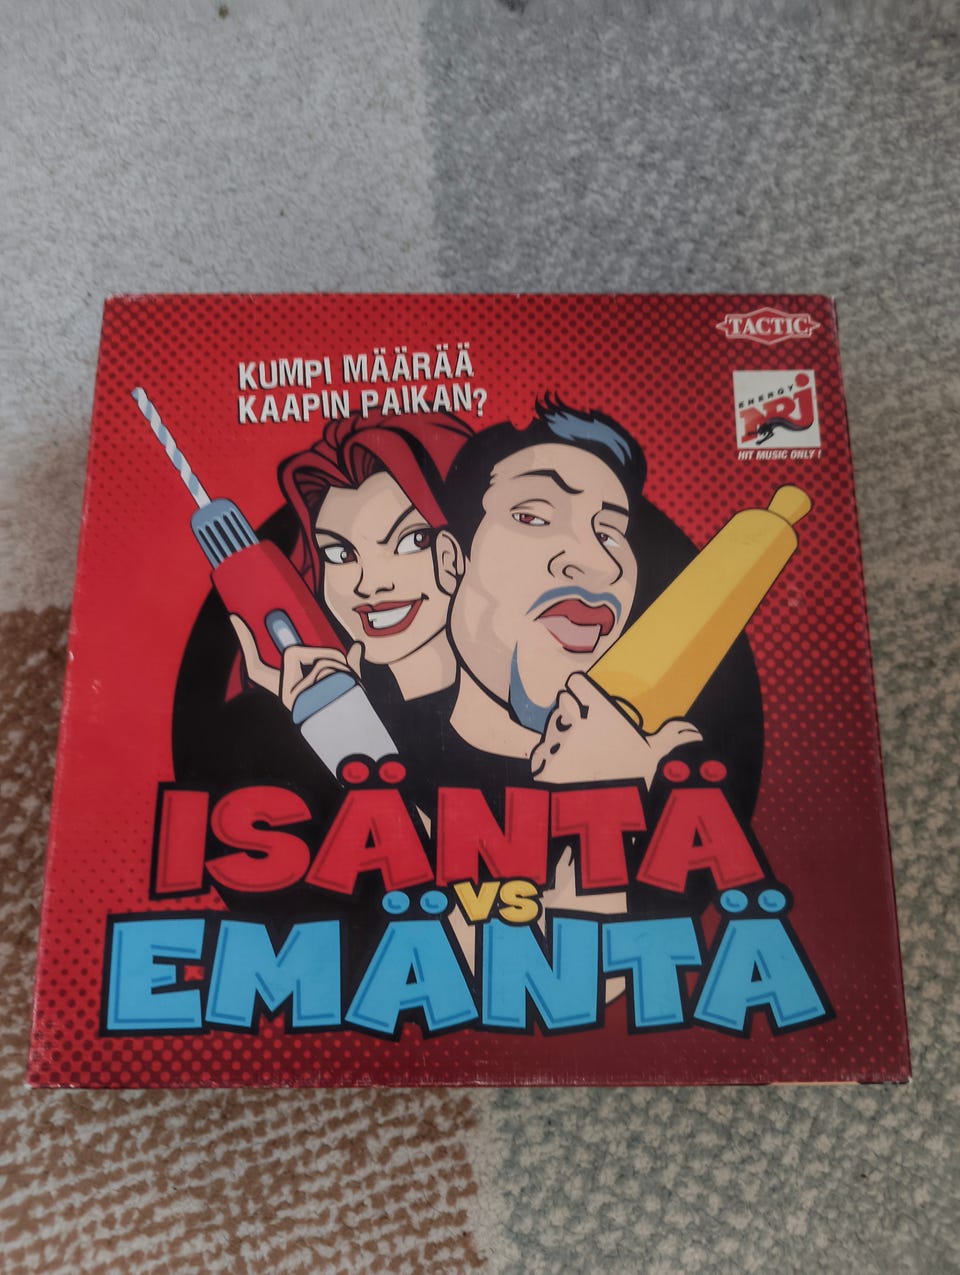 TACTIC
KUMPI MÄÄRÄÄ
KAAPIN PAIKAN?
ENERGY
NRJ
HIT MUSIC ONLY !
ISÄNTÄ
VS
EMÄNTÄ